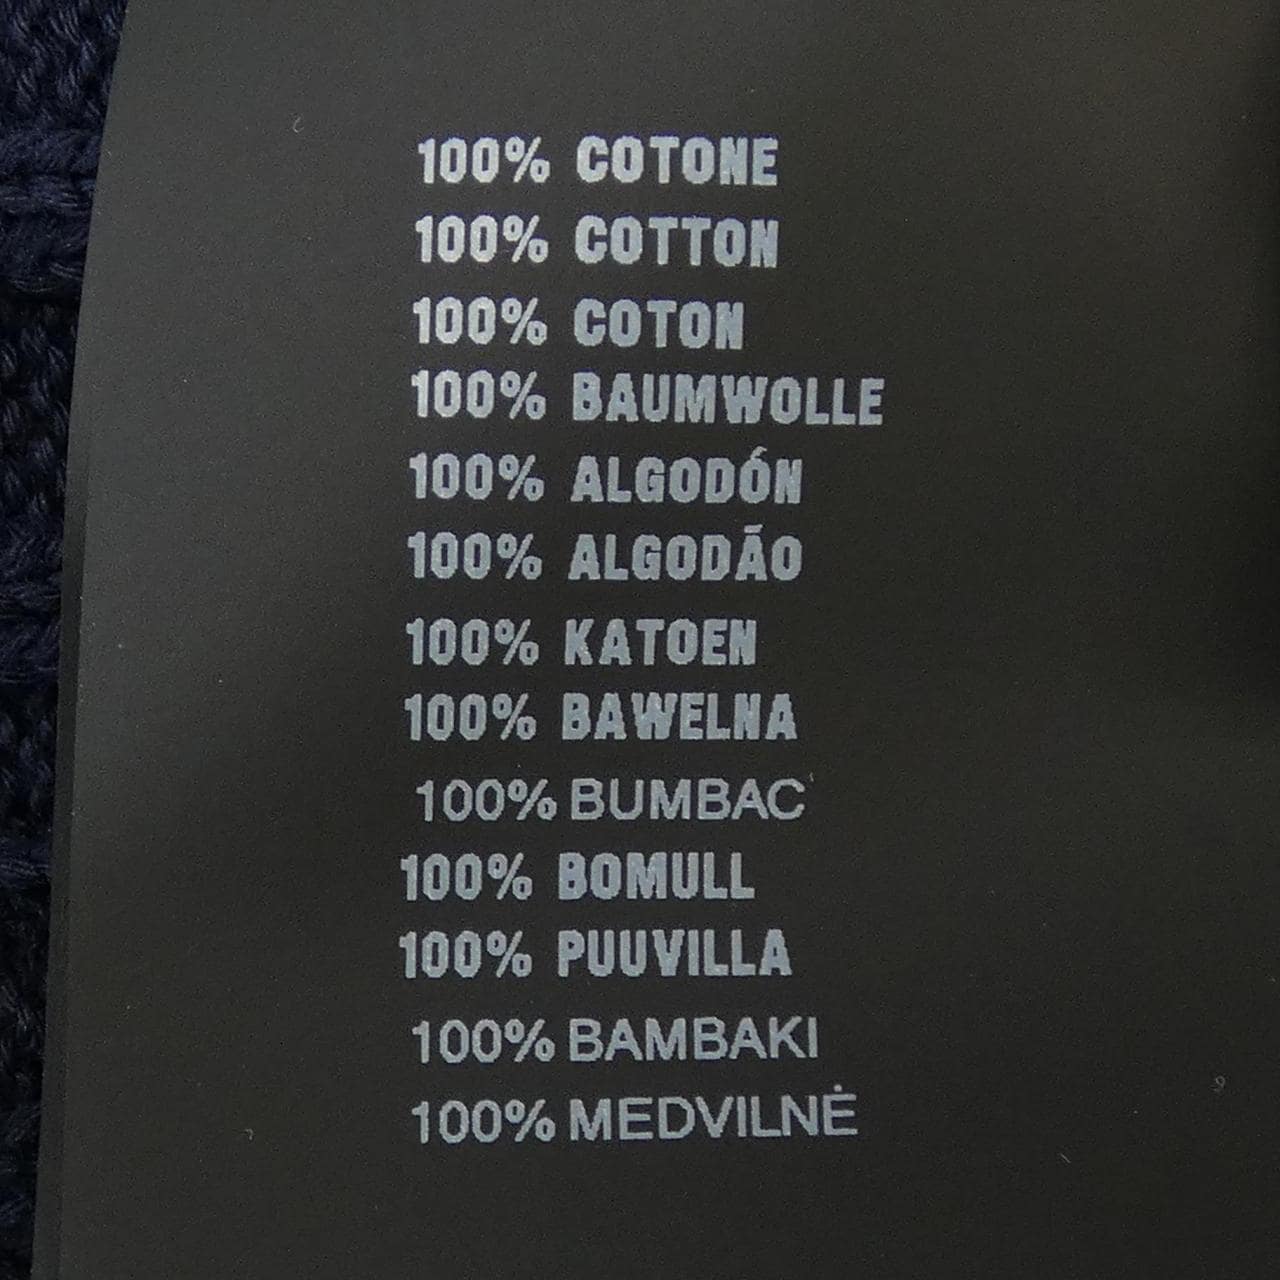 100% COTONE
100% COTTON
100% COTON
100% BAUMWOLLE
100% ALGODÓN
100% ALGODÃO
100% KATOEN
100% BAWELNA
100% BUMBAC
100% BOMULL
100% PUUVILLA
100% BAMBAKI
100% MEDVILNĖ